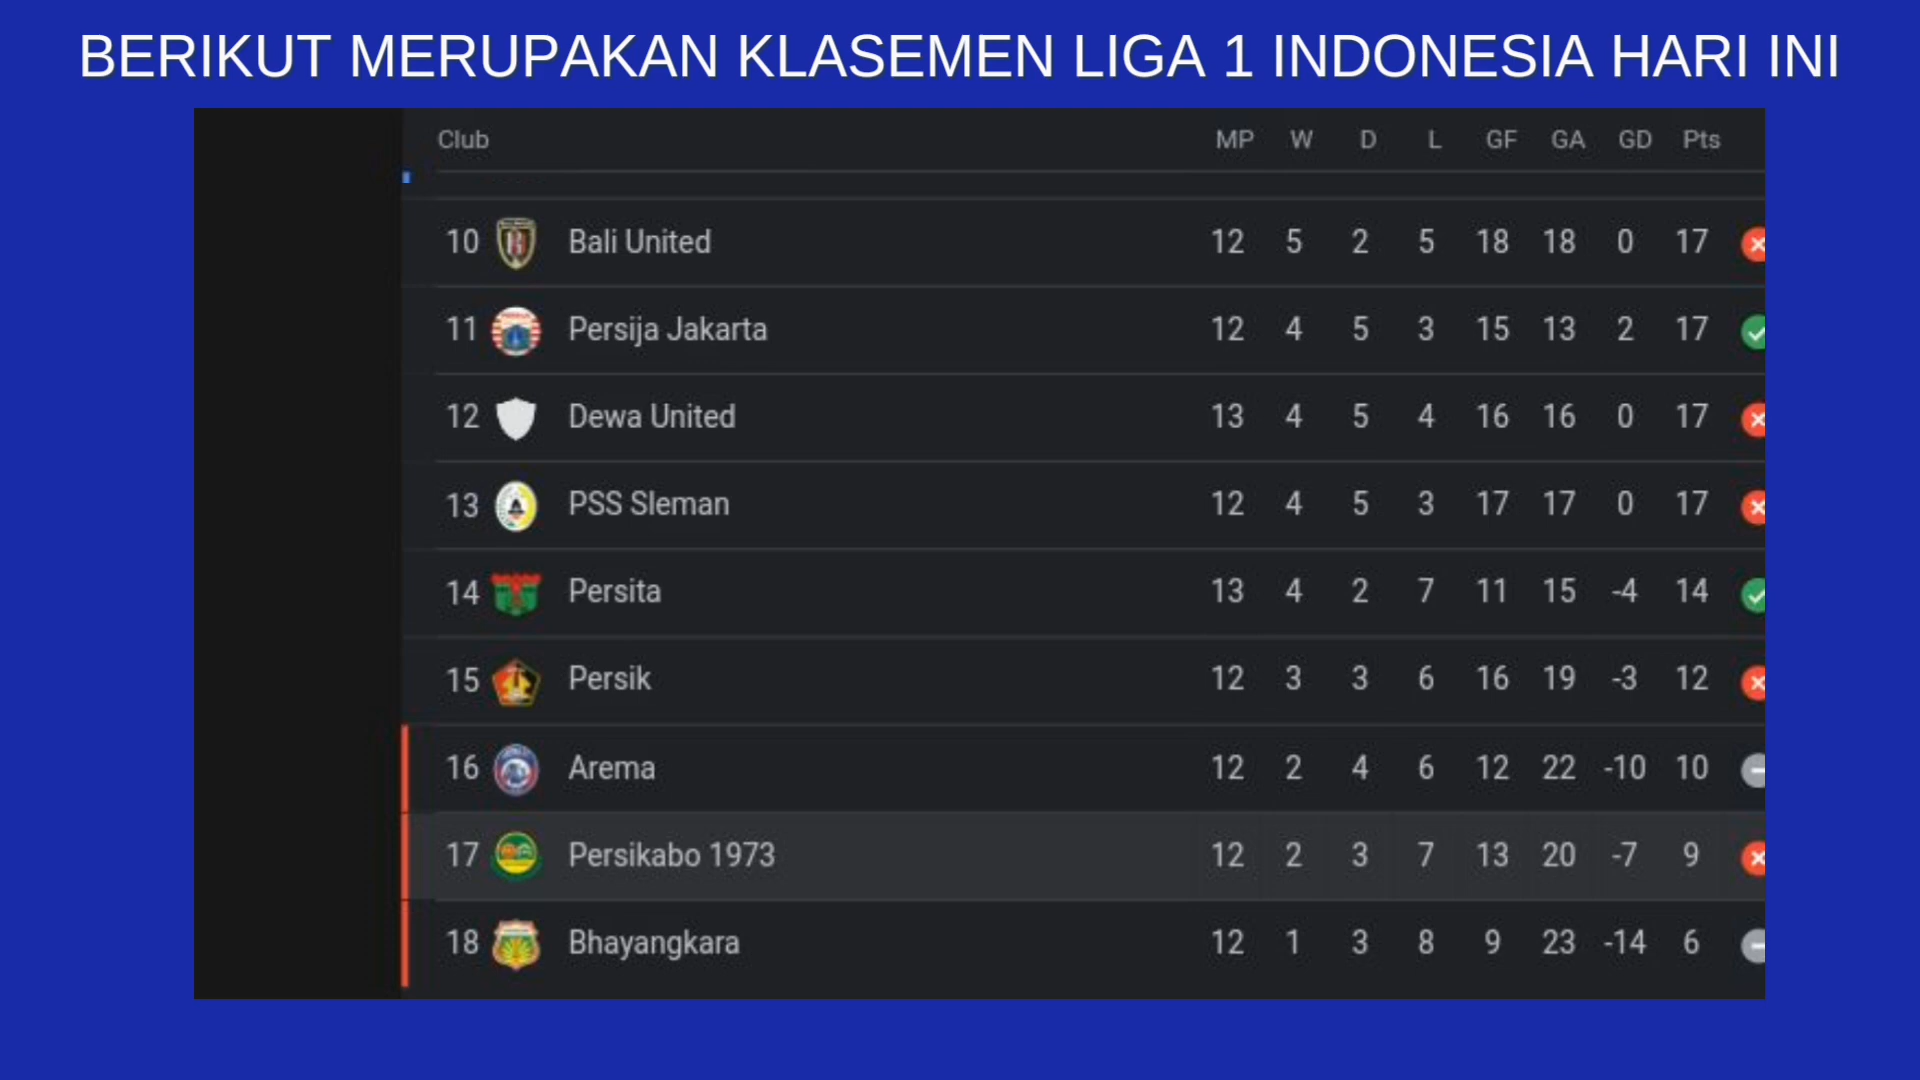 BERIKUT MERUPAKAN KLASEMEN LIGA 1 INDONESIA HARI INI
Club MP W D L GF GA GD Pts
10 Bali United 12 5 2 5 18 18 0 17
11 Persija Jakarta 12 4 5 3 15 13 2 17
12 Dewa United 13 4 5 4 16 16 0 17
13 PSS Sleman 12 4 5 3 17 17 0 17
14 Persita 13 4 2 7 11 15 -4 14
15 Persik 12 3 3 6 16 19 -3 12
16 Arema 12 2 4 6 12 22 -10 10
17 Persikabo 1973 12 2 3 7 13 20 -7 9
18 Bhayangkara 12 1 3 8 9 23 -14 6